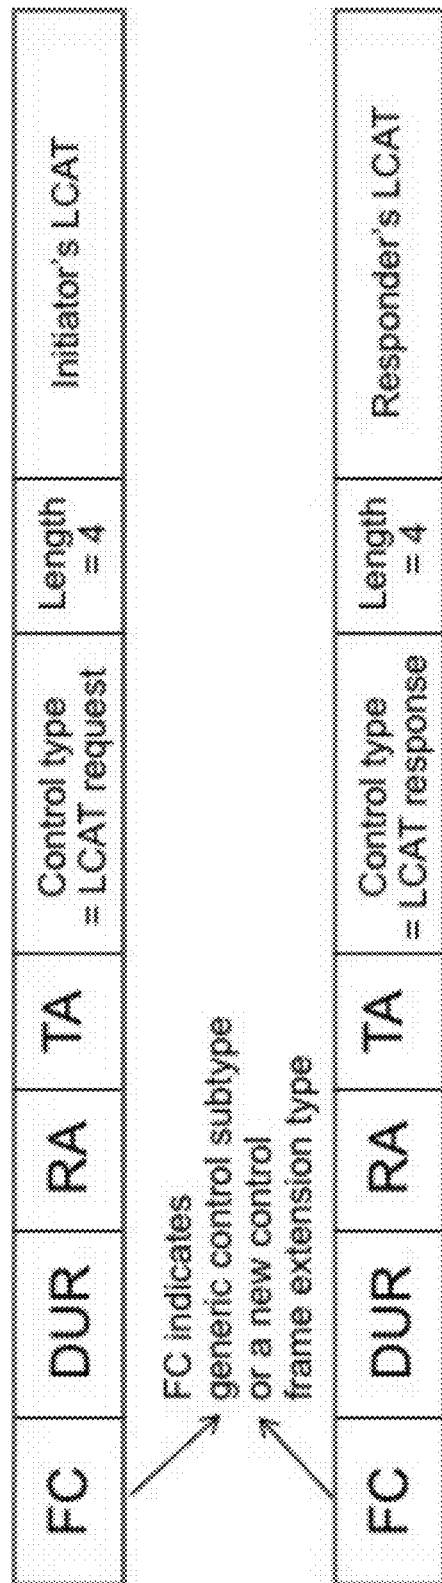 FC
DUR
RA
TA
Control type
= LCAT request
Length
= 4
Initiator's LCAT
FC indicates
generic control subtype
or a new control
frame extension type
FC
DUR
RA
TA
Control type
= LCAT response
Length
= 4
Responder's LCAT